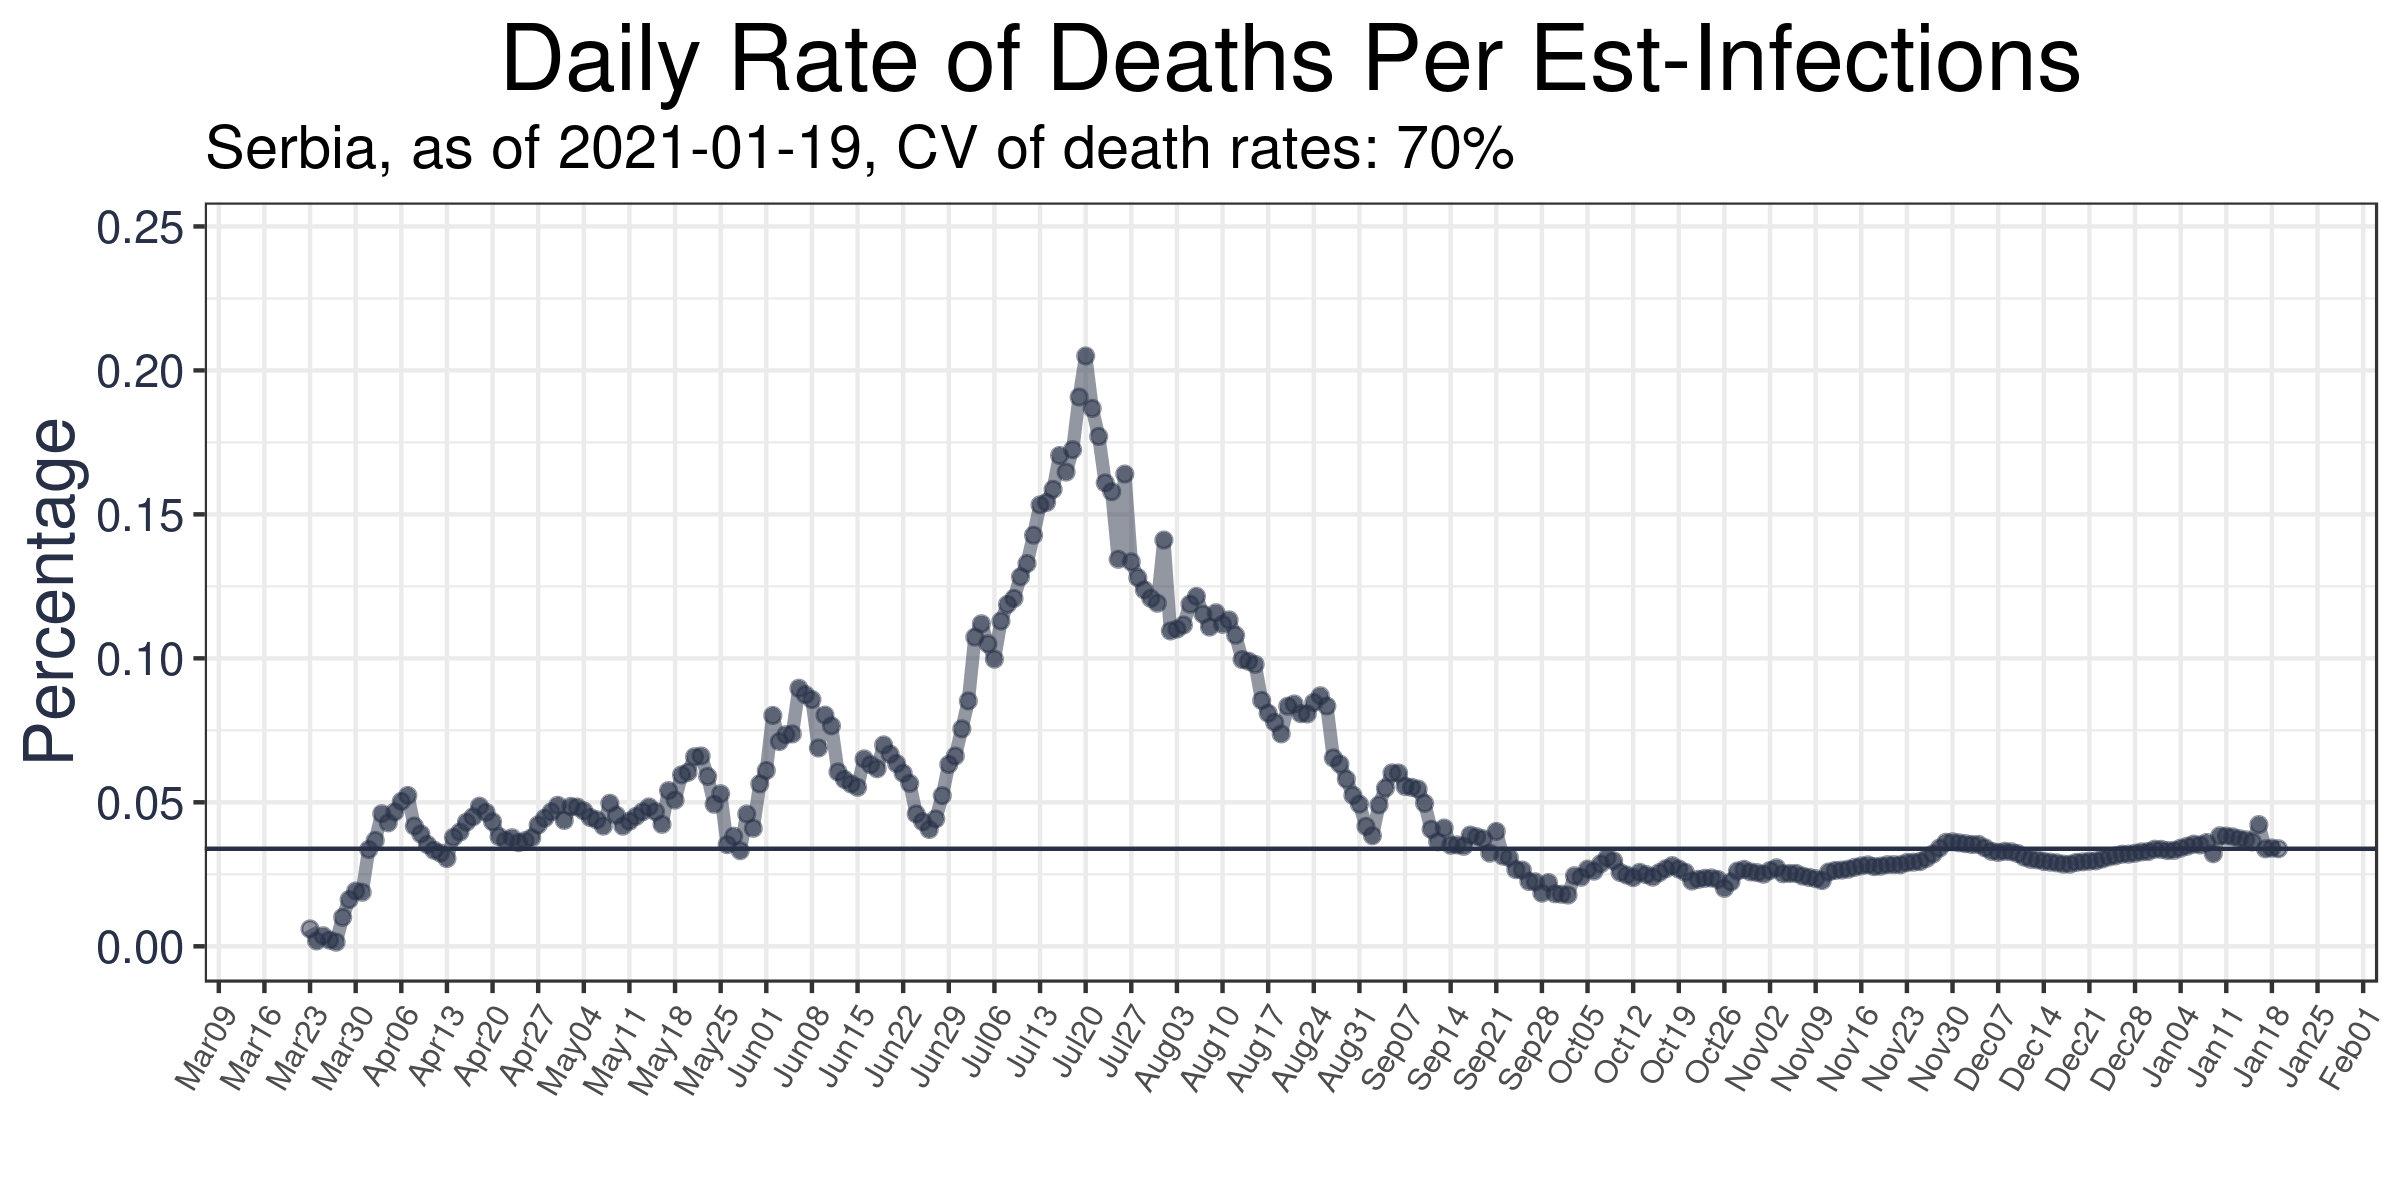 Daily Rate of Deaths Per Est-Infections
Serbia, as of 2021-01-19, CV of death rates: 70%
Percentage
0.25
0.20
0.15
0.10
0.05
0.00
Mar09 Mar16 Mar23 Mar30 Apr06 Apr13 Apr20 Apr27 May04 May11 May18 May25 Jun01 Jun08 Jun15 Jun22 Jun29 Jul06 Jul13 Jul20 Jul27 Aug03 Aug10 Aug17 Aug24 Aug31 Sep07 Sep14 Sep21 Sep28 Oct05 Oct12 Oct19 Oct26 Nov02 Nov09 Nov16 Nov23 Nov30 Dec07 Dec14 Dec21 Dec28 Jan04 Jan11 Jan18 Jan25 Feb01